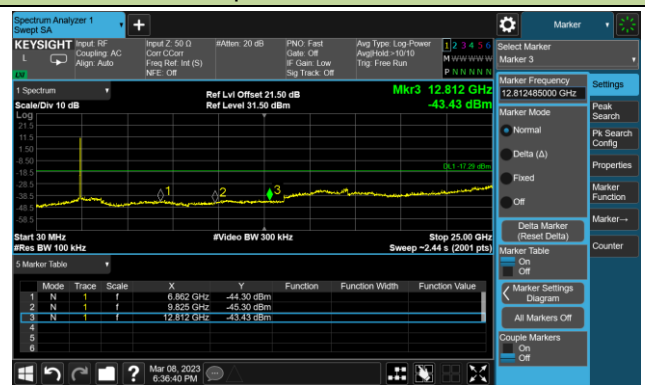 Spectrum Analyzer 1
Swept SA
Marker
KEYSIGHT
L
LW
Input: RF
Coupling: AC
Align: Auto
Input Z: 50 Ω
Corr CCorr
Freq Ref: Int (S)
NFE: Off
#Atten: 20 dB
PNO: Fast
Gate: Off
IF Gain: Low
Sig Track: Off
Avg Type: Log-Power
Avg|Hold:>10/10
Trig: Free Run
1 2 3 4 5 6
M W W W W W
P N N N N N
Select Marker
Marker 3
1 Spectrum
Scale/Div 10 dB
Log
Ref Lvl Offset 21.50 dB
Ref Level 31.50 dBm
Mkr3 12.812 GHz
-43.43 dBm
21.5
11.5
1.50
-8.50
-18.5
-28.5
-38.5
-48.5
-58.5
DL1 -17.29 dBm
1
2
3
Start 30 MHz
#Res BW 100 kHz
#Video BW 300 kHz
Stop 25.00 GHz
Sweep ~2.44 s (2001 pts)
5 Marker Table
Mode Trace Scale X Y Function Function Width Function Value
1 N 1 f 6.862 GHz -44.30 dBm
2 N 1 f 9.825 GHz -45.30 dBm
3 N 1 f 12.812 GHz -43.43 dBm
4
5
6
Marker Frequency
12.812485000 GHz
Marker Mode
Normal
Delta (Δ)
Fixed
Off
Delta Marker
(Reset Delta)
Marker Table
On
Off
Marker Settings
Diagram
All Markers Off
Couple Markers
On
Off
Settings
Peak
Search
Pk Search
Config
Properties
Marker
Function
Marker→
Counter
?
Mar 08, 2023
6:36:40 PM